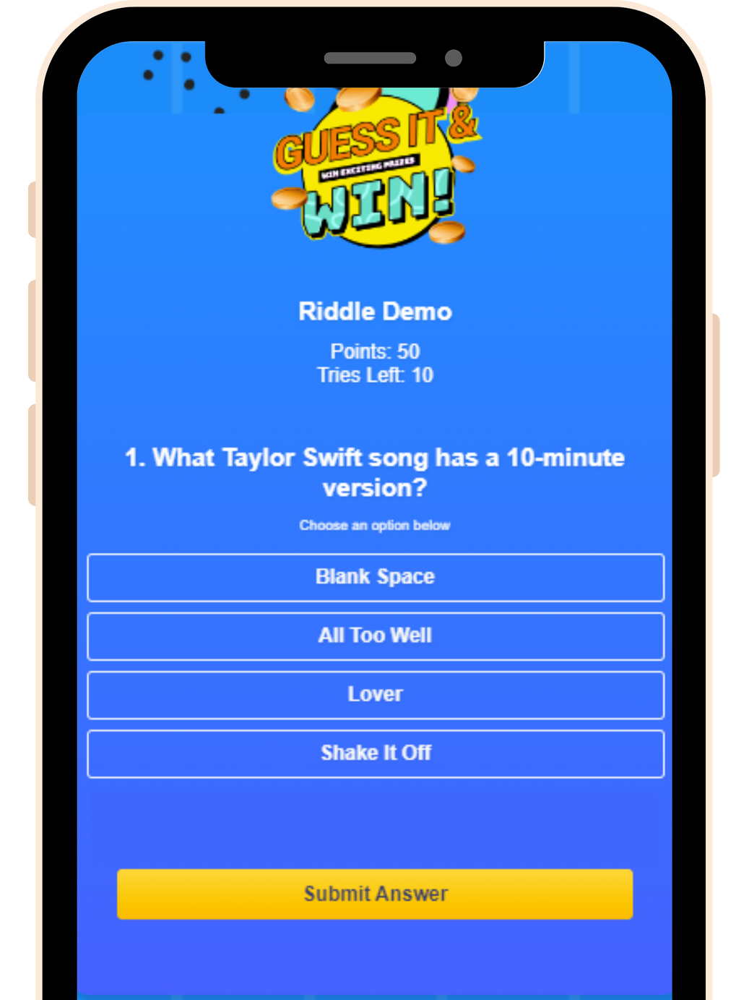 GUESS IT &
WIN EXCITING PRIZES
WIN!
Riddle Demo
Points: 50
Tries Left: 10
1. What Taylor Swift song has a 10-minute
version?
Choose an option below
Blank Space
All Too Well
Lover
Shake It Off
Submit Answer